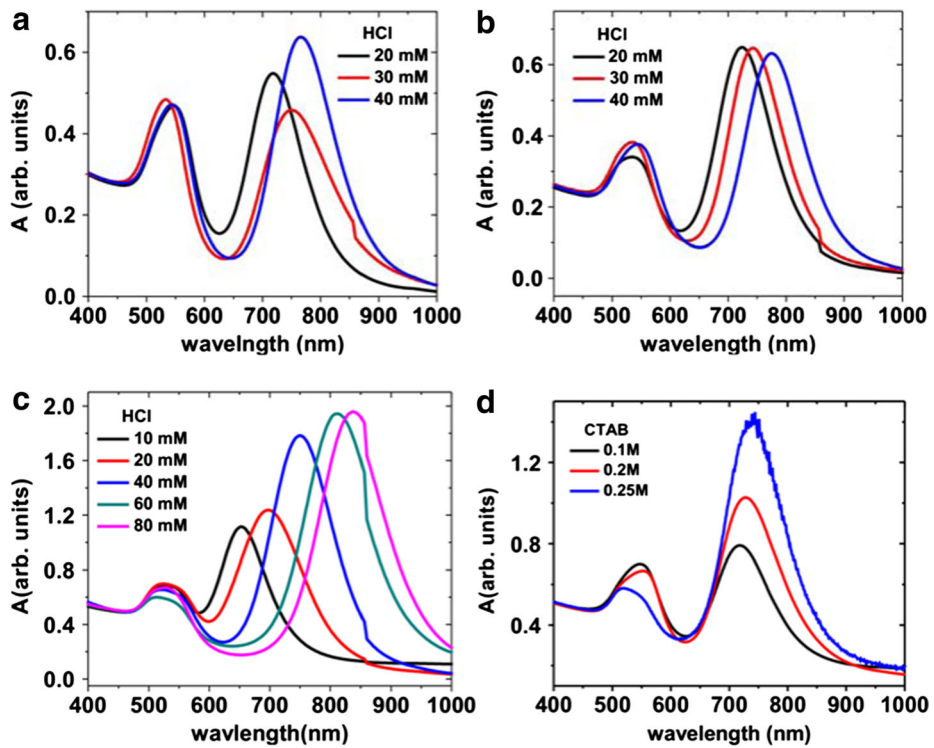 a
HCl
20 mM
30 mM
40 mM
0.6
0.4
0.2
0.0
A (arb. units)
400 500 600 700 800 900 1000
wavelngth (nm)
b
HCl
20 mM
30 mM
40 mM
0.6
0.4
0.2
0.0
A (arb. units)
400 500 600 700 800 900 1000
wavelength (nm)
c
HCl
10 mM
20 mM
40 mM
60 mM
80 mM
2.0
1.6
1.2
0.8
0.4
0.0
A(arb. units)
400 500 600 700 800 900 1000
wavelength(nm)
d
CTAB
0.1M
0.2M
0.25M
1.2
0.8
0.4
A(arb. units)
400 500 600 700 800 900 1000
wavelength (nm)